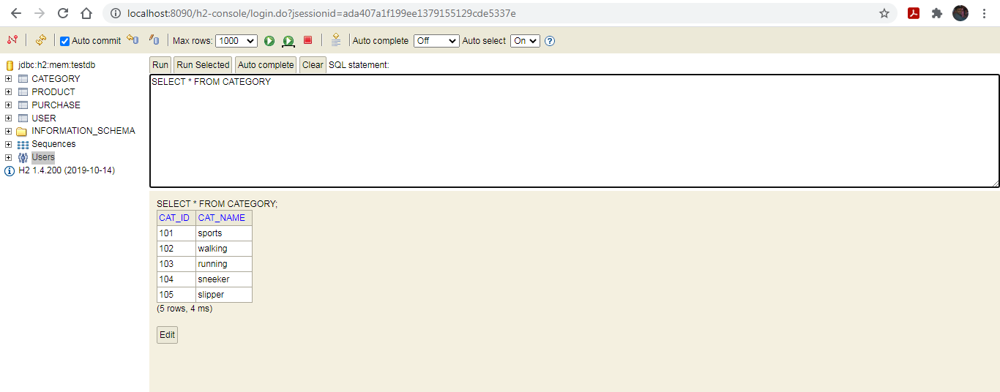 localhost:8090/h2-console/login.do?jsessionid=ada407a1f199ee1379155129cde5337e
Auto commit Max rows: 1000 Auto complete Off Auto select On ?
jdbc:h2:mem:testdb
CATEGORY
PRODUCT
PURCHASE
USER
INFORMATION_SCHEMA
Sequences
Users
H2 1.4.200 (2019-10-14)
Run Run Selected Auto complete Clear SQL statement:
SELECT * FROM CATEGORY
SELECT * FROM CATEGORY;
CAT_ID CAT_NAME
101 sports
102 walking
103 running
104 sneeker
105 slipper
(5 rows, 4 ms)
Edit